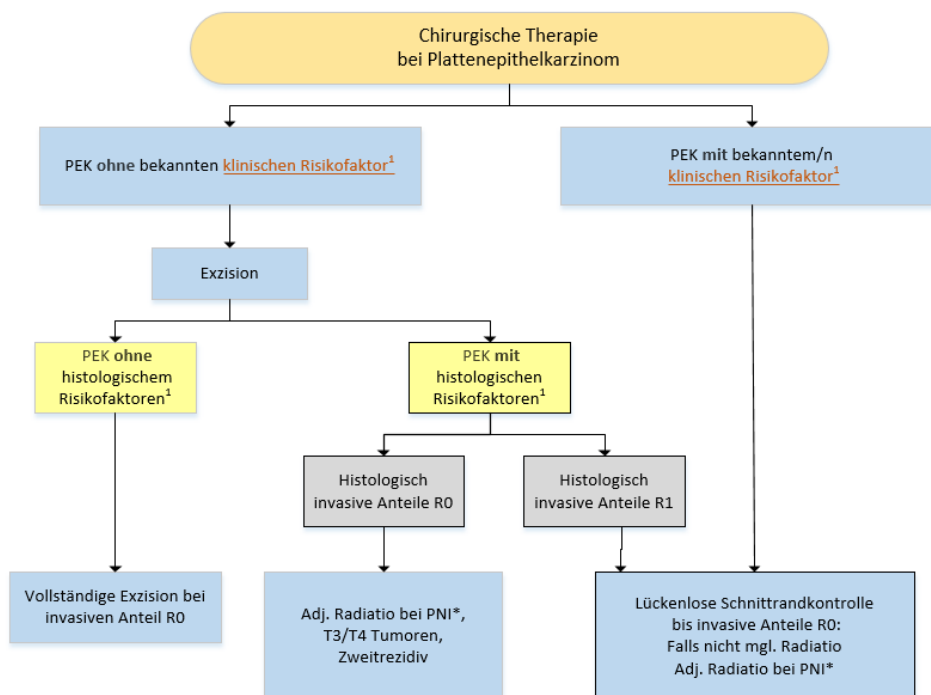 Chirurgische Therapie
bei Plattenepithelkarzinom
PEK ohne bekannten klinischen Risikofaktor¹
PEK mit bekanntem/n
klinischen Risikofaktor¹
Exzision
PEK ohne
histologischem
Risikofaktoren¹
PEK mit
histologischen
Risikofaktoren¹
Histologisch
invasive Anteile R0
Histologisch
invasive Anteile R1
Vollständige Exzision bei
invasiven Anteil R0
Adj. Radiatio bei PNI*,
T3/T4 Tumoren,
Zweitrezidiv
Lückenlose Schnittrandkontrolle
bis invasive Anteile R0:
Falls nicht mgl. Radiatio
Adj. Radiatio bei PNI*